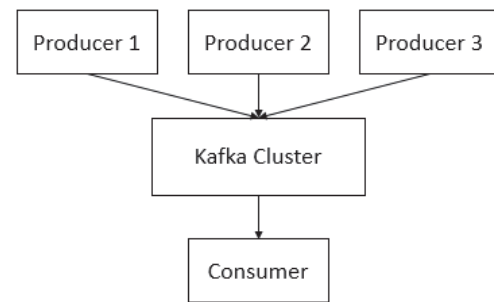 Producer 1
Producer 2
Producer 3
Kafka Cluster
Consumer